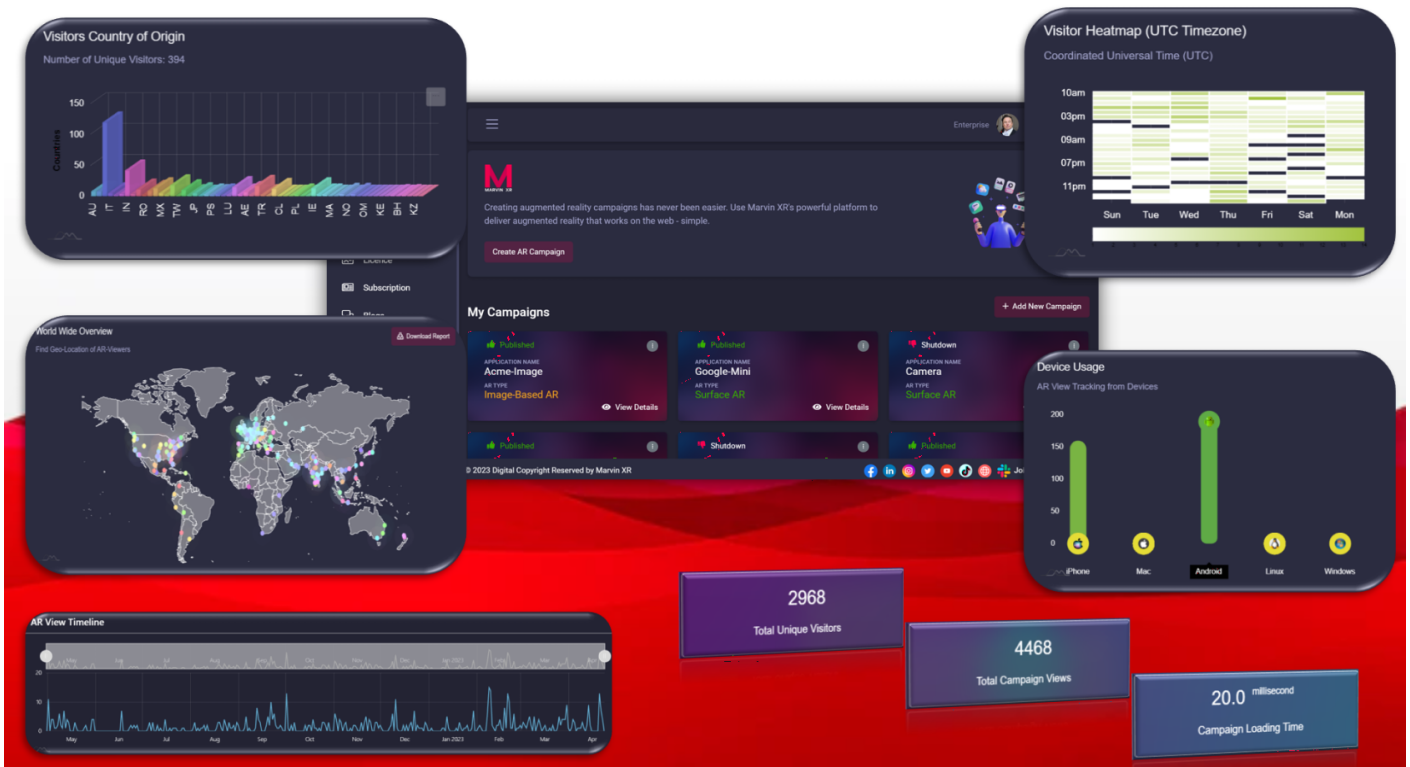 Visitors Country of Origin
Number of Unique Visitors: 394
150
100
50
0
Countries
AU IT IN RO MX TW JP PS LU AE TR CL PL IE MA NO OM KE BH KZ
Enterprise
M
MARVIN XR
Creating augmented reality campaigns has never been easier. Use Marvin XR's powerful platform to
deliver augmented reality that works on the web - simple.
Create AR Campaign
Licence
Subscription
My Campaigns
+ Add New Campaign
Published
APPLICATION NAME
Acme-Image
AR TYPE
Image-Based AR
View Details
Published
APPLICATION NAME
Google-Mini
AR TYPE
Surface AR
View Details
Shutdown
APPLICATION NAME
Camera
AR TYPE
Surface AR
Published
Shutdown
Published
© 2023 Digital Copyright Reserved by Marvin XR
Visitor Heatmap (UTC Timezone)
Coordinated Universal Time (UTC)
10am
03pm
09am
07pm
11pm
Sun Tue Wed Thu Fri Sat Mon
World Wide Overview
Download Report
Find Geo-Location of AR-Viewers
Device Usage
AR View Tracking from Devices
200
150
100
50
0
iPhone Mac Android Linux Windows
AR View Timeline
20
10
0
May Jun Jul Aug Sep Oct Nov Dec Jan 2023 Feb Mar Apr
2968
Total Unique Visitors
4468
Total Campaign Views
20.0 millisecond
Campaign Loading Time